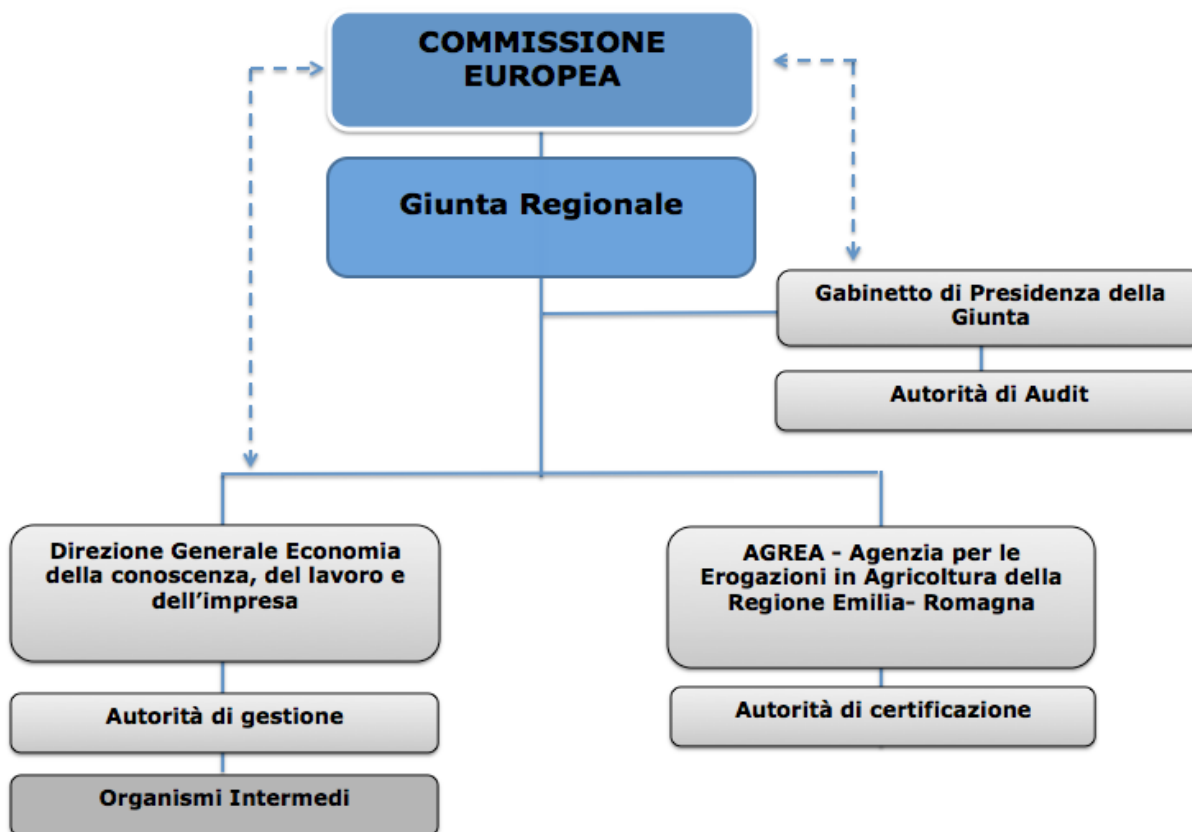 COMMISSIONE
EUROPEA
Giunta Regionale
Gabinetto di Presidenza della
Giunta
Autorità di Audit
Direzione Generale Economia
della conoscenza, del lavoro e
dell’impresa
AGREA - Agenzia per le
Erogazioni in Agricoltura della
Regione Emilia- Romagna
Autorità di gestione
Autorità di certificazione
Organismi Intermedi